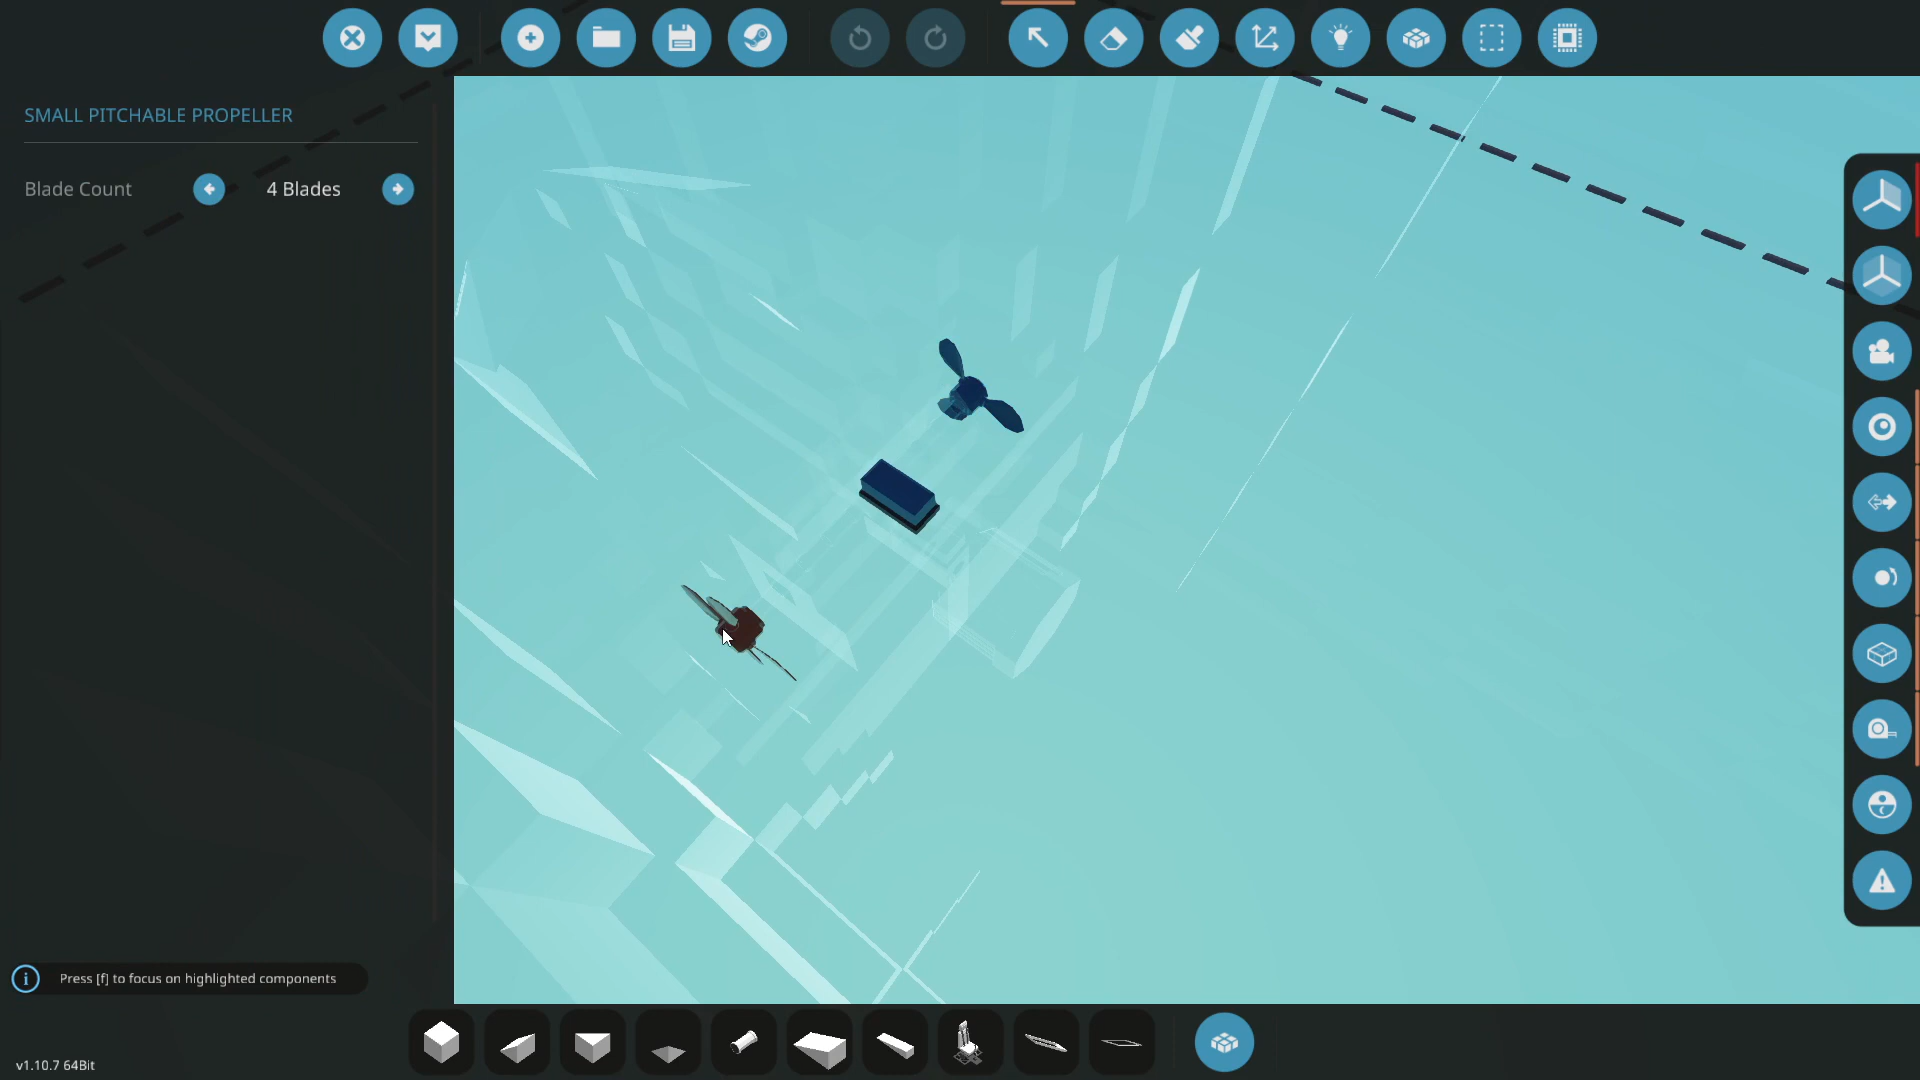 SMALL PITCHABLE PROPELLER
Blade Count
4 Blades
Press [f] to focus on highlighted components
v1.10.7 64Bit